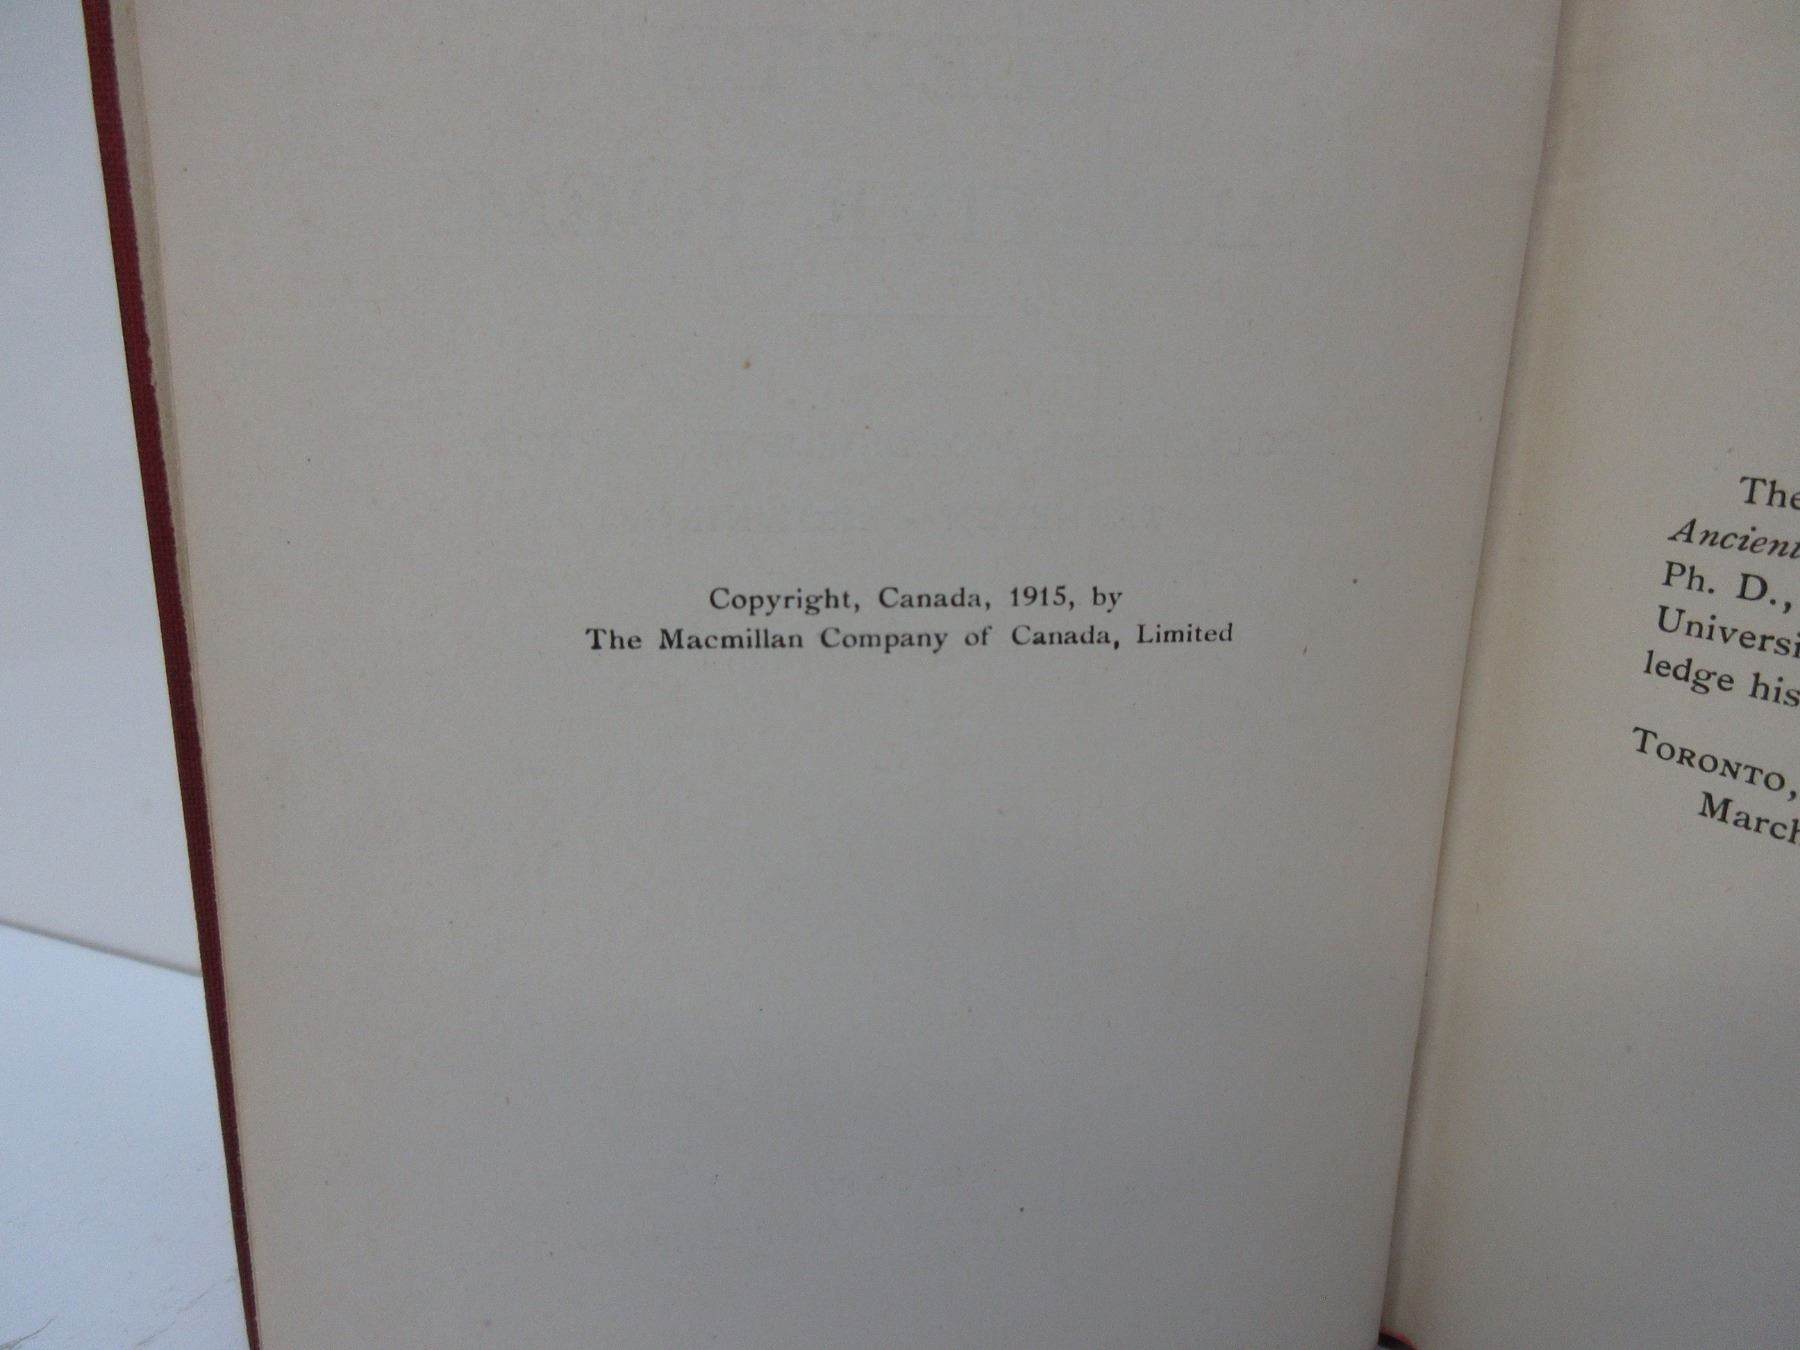 Copyright, Canada, 1915, by
The Macmillan Company of Canada, Limited
The
Ancient
Ph. D.,
Universi
ledge his
TORONTO,
March